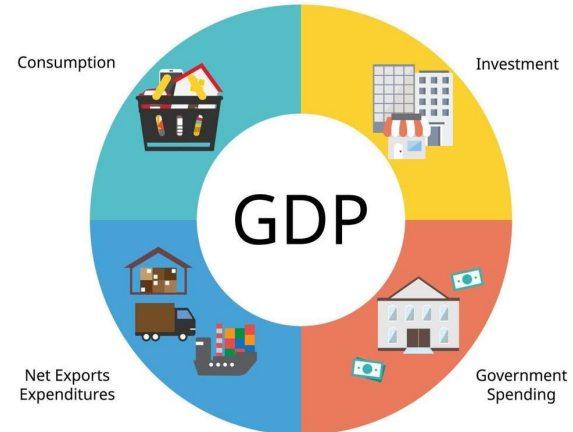 Consumption
Investment
GDP
Net Exports
Expenditures
Government
Spending